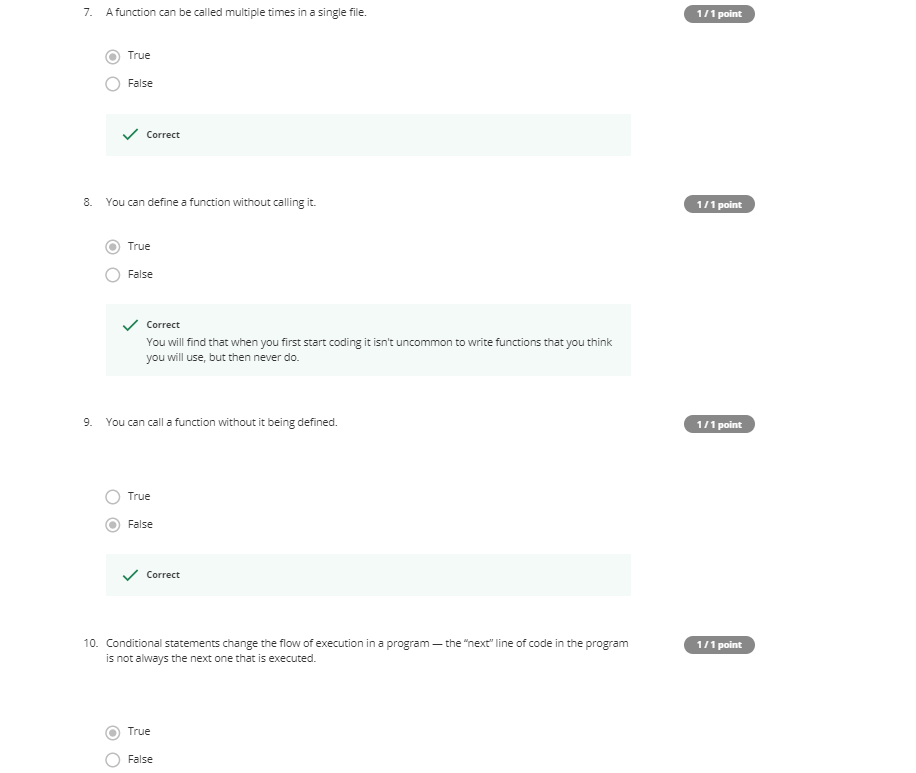 7. A function can be called multiple times in a single file.
1 / 1 point
True
False
Correct
8. You can define a function without calling it.
1 / 1 point
True
False
Correct
You will find that when you first start coding it isn't uncommon to write functions that you think
you will use, but then never do.
9. You can call a function without it being defined.
1 / 1 point
True
False
Correct
10. Conditional statements change the flow of execution in a program — the “next” line of code in the program
1 / 1 point
is not always the next one that is executed.
True
False